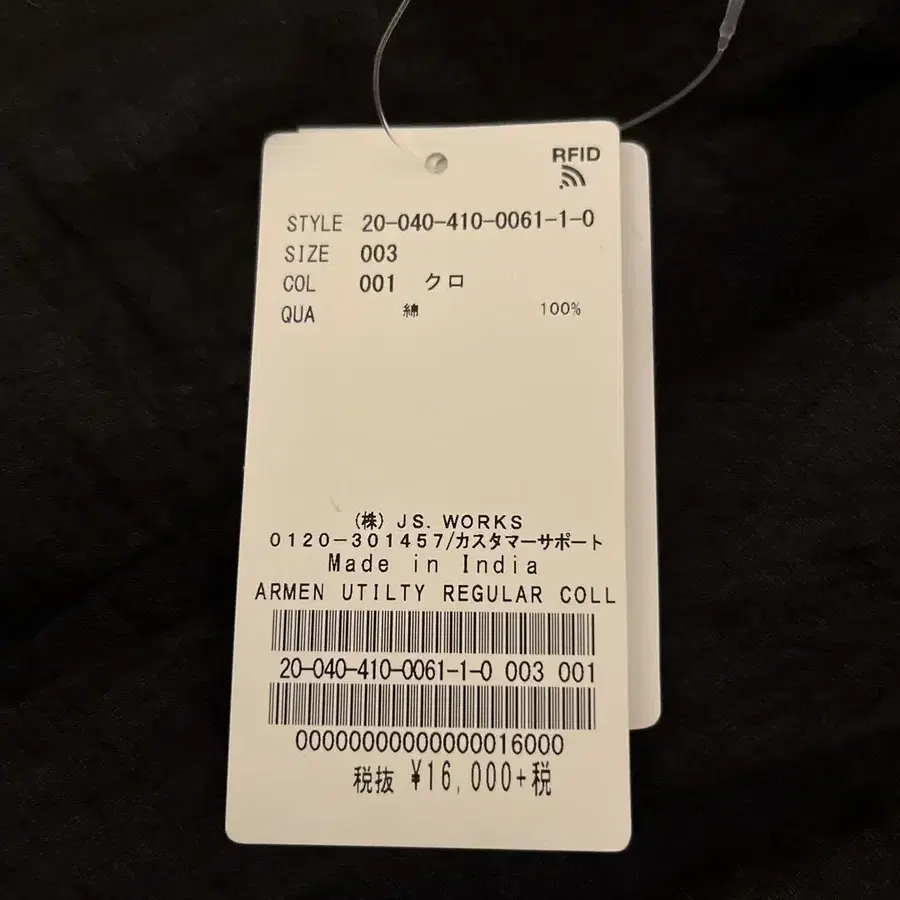 RFID
STYLE 20-040-410-0061-1-0
SIZE 003
COL 001 クロ
QUA 綿 100%
(株) JS. WORKS
0120-301457/カスタマーサポート
Made in India
ARMEN UTILTY REGULAR COLL
20-040-410-0061-1-0 003 001
00000000000000016000
税抜 ¥16,000+税